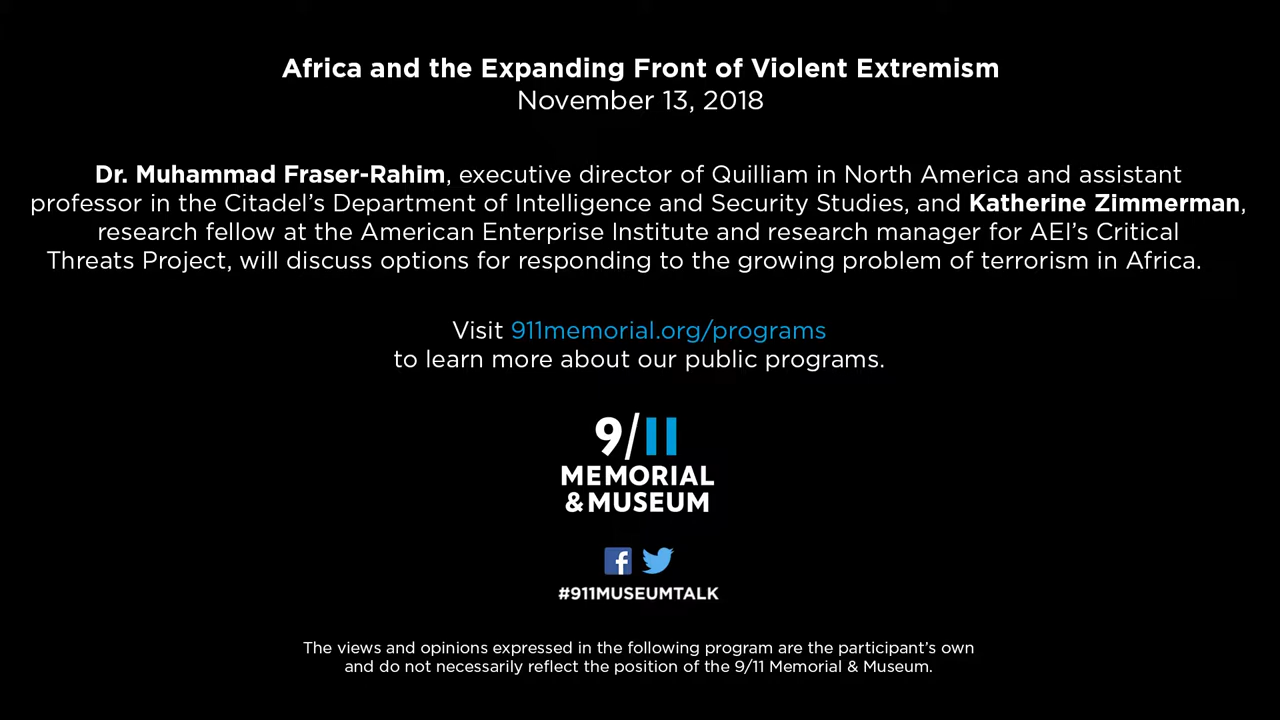 Africa and the Expanding Front of Violent Extremism
November 13, 2018
Dr. Muhammad Fraser-Rahim, executive director of Quilliam in North America and assistant
professor in the Citadel’s Department of Intelligence and Security Studies, and Katherine Zimmerman,
research fellow at the American Enterprise Institute and research manager for AEI’s Critical
Threats Project, will discuss options for responding to the growing problem of terrorism in Africa.
Visit 911memorial.org/programs
to learn more about our public programs.
9/11
MEMORIAL
& MUSEUM
#911MUSEUMTALK
The views and opinions expressed in the following program are the participant’s own
and do not necessarily reflect the position of the 9/11 Memorial & Museum.